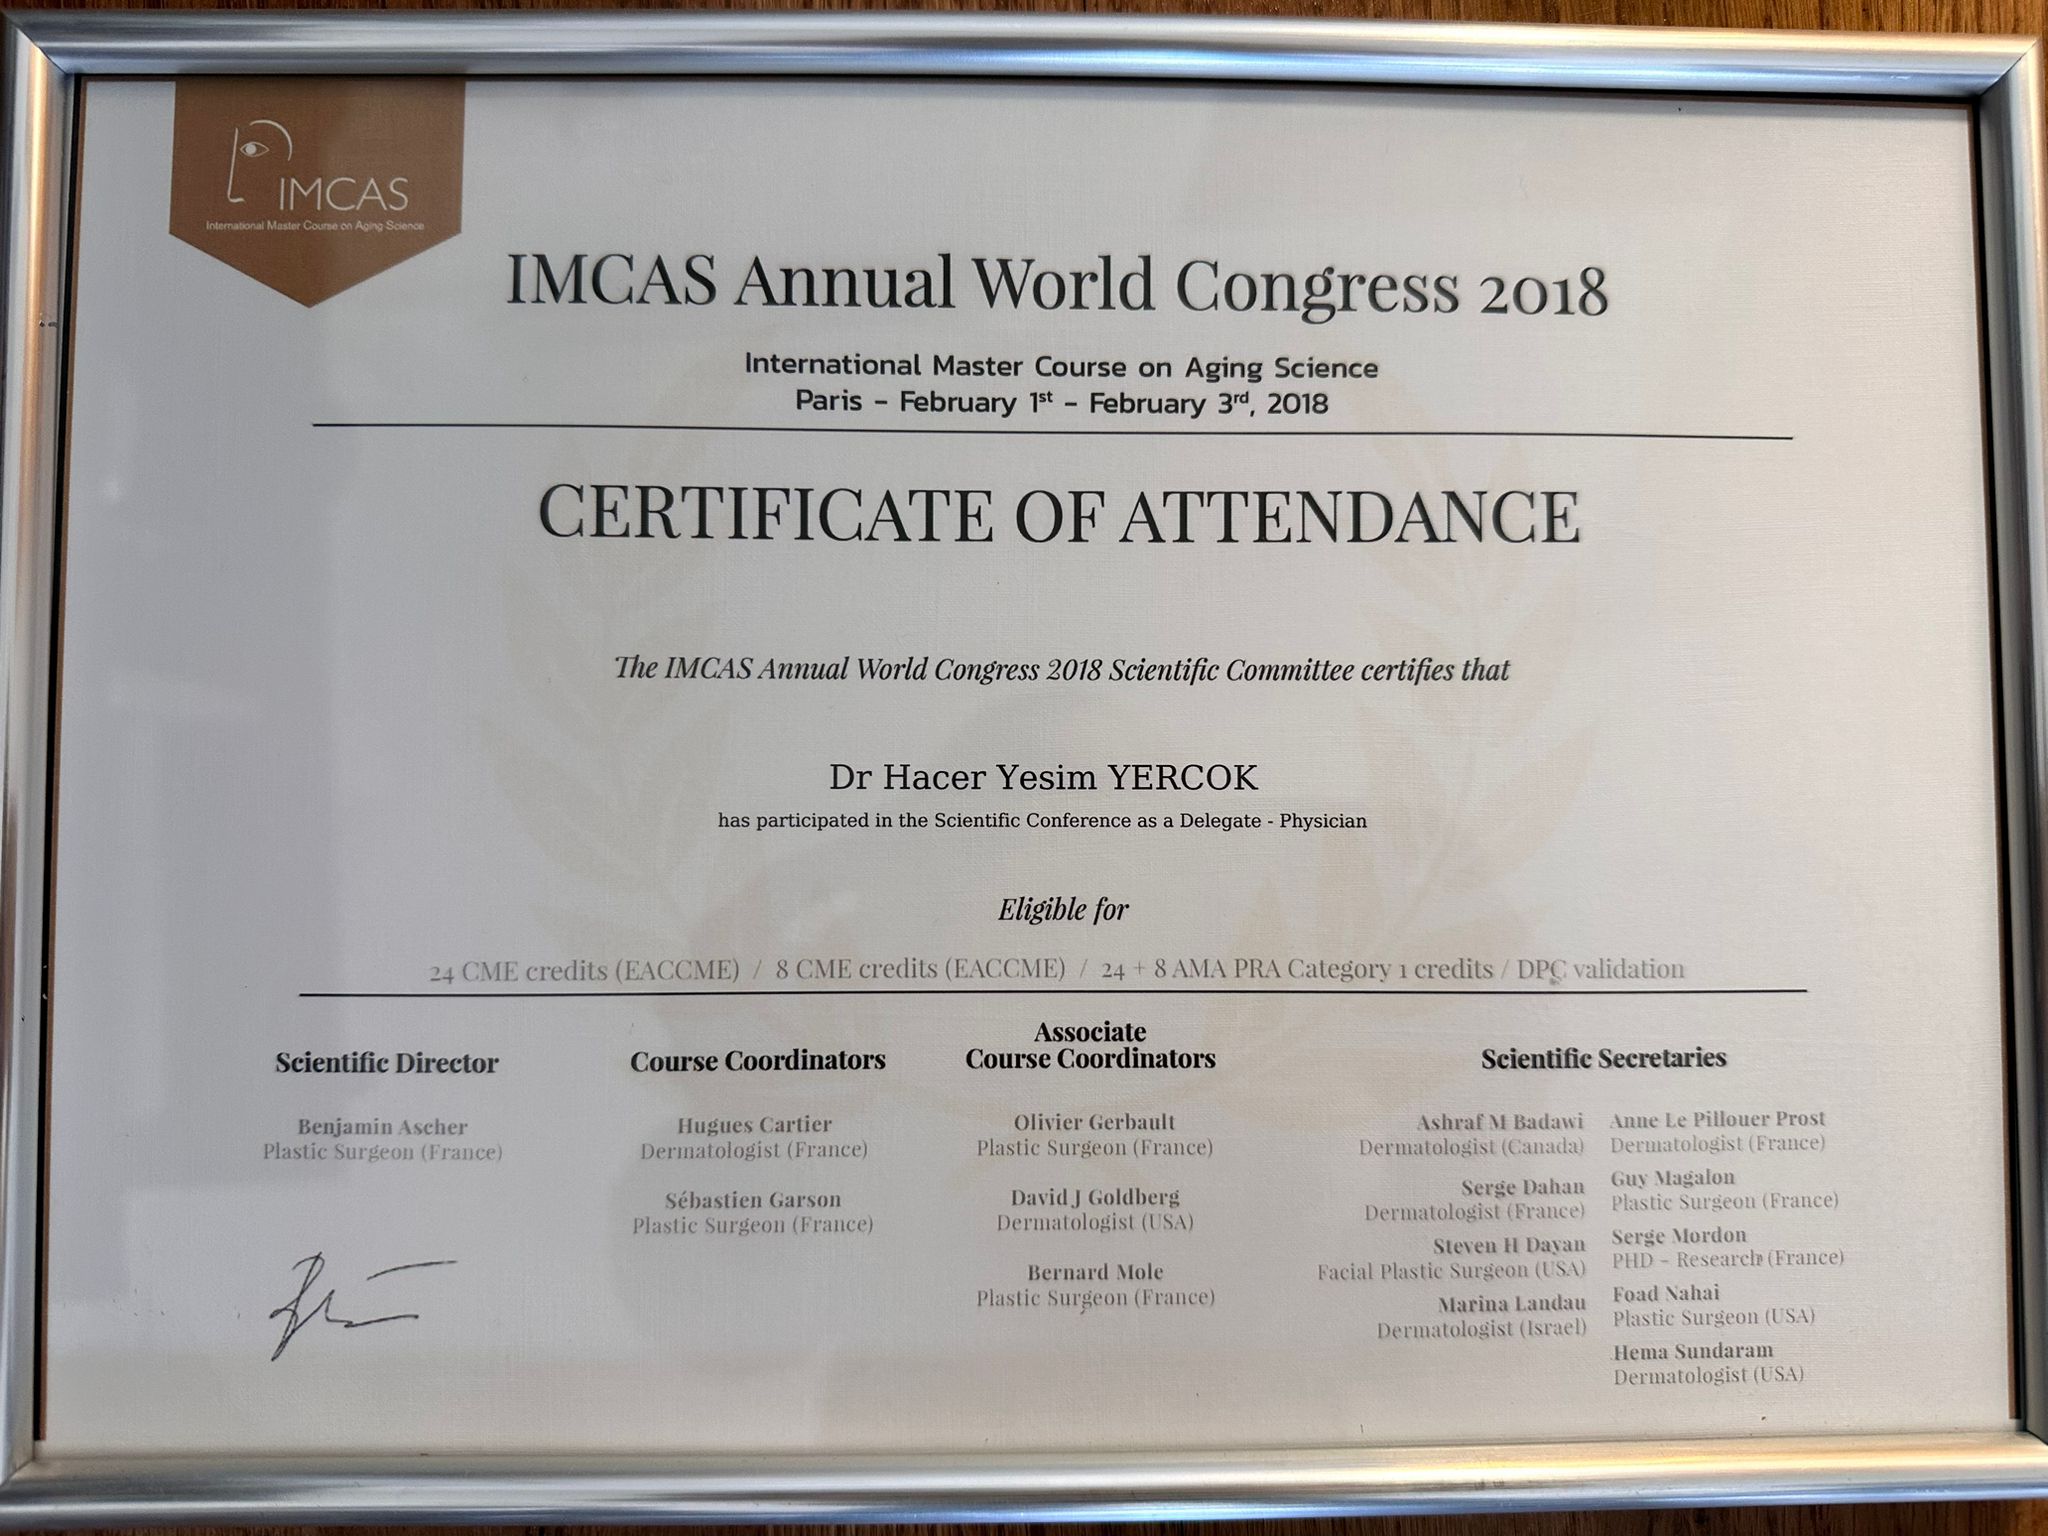 IMCAS
International Master Course on Aging Science
IMCAS Annual World Congress 2018
International Master Course on Aging Science
Paris – February 1st – February 3rd, 2018
CERTIFICATE OF ATTENDANCE
The IMCAS Annual World Congress 2018 Scientific Committee certifies that
Dr Hacer Yesim YERCOK
has participated in the Scientific Conference as a Delegate - Physician
Eligible for
24 CME credits (EACCME) / 8 CME credits (EACCME) / 24 + 8 AMA PRA Category 1 credits / DPC validation
Scientific Director
Benjamin Ascher
Plastic Surgeon (France)
Course Coordinators
Hugues Cartier
Dermatologist (France)
Sébastien Garson
Plastic Surgeon (France)
Associate
Course Coordinators
Olivier Gerbault
Plastic Surgeon (France)
David J Goldberg
Dermatologist (USA)
Bernard Mole
Plastic Surgeon (France)
Scientific Secretaries
Ashraf M Badawi
Dermatologist (Canada)
Serge Dahan
Dermatologist (France)
Steven H Dayan
Facial Plastic Surgeon (USA)
Marina Landau
Dermatologist (Israel)
Anne Le Pillouer Prost
Dermatologist (France)
Guy Magalon
Plastic Surgeon (France)
Serge Mordon
PHD – Research (France)
Foad Nahai
Plastic Surgeon (USA)
Hema Sundaram
Dermatologist (USA)